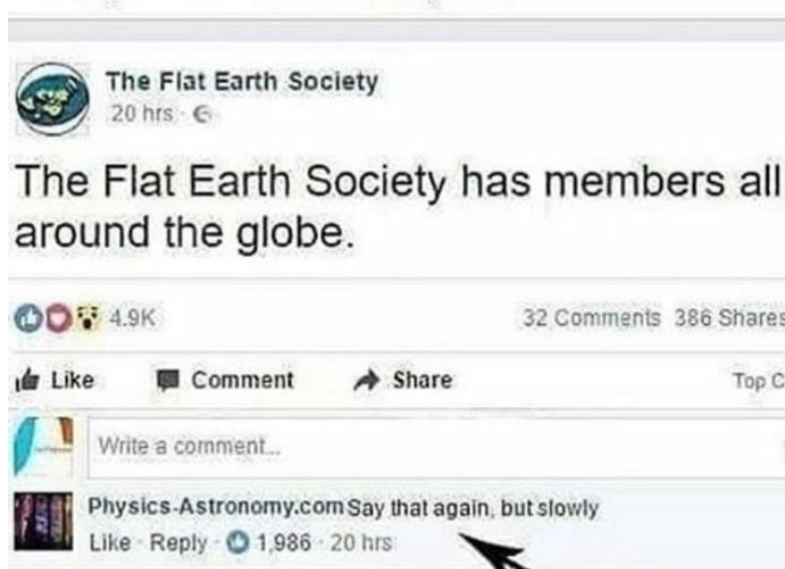 The Flat Earth Society
20 hrs ·
The Flat Earth Society has members all
around the globe.
4.9K 32 Comments 386 Shares
Like Comment Share Top C
Write a comment...
Physics-Astronomy.com Say that again, but slowly
Like · Reply · 1,986 · 20 hrs